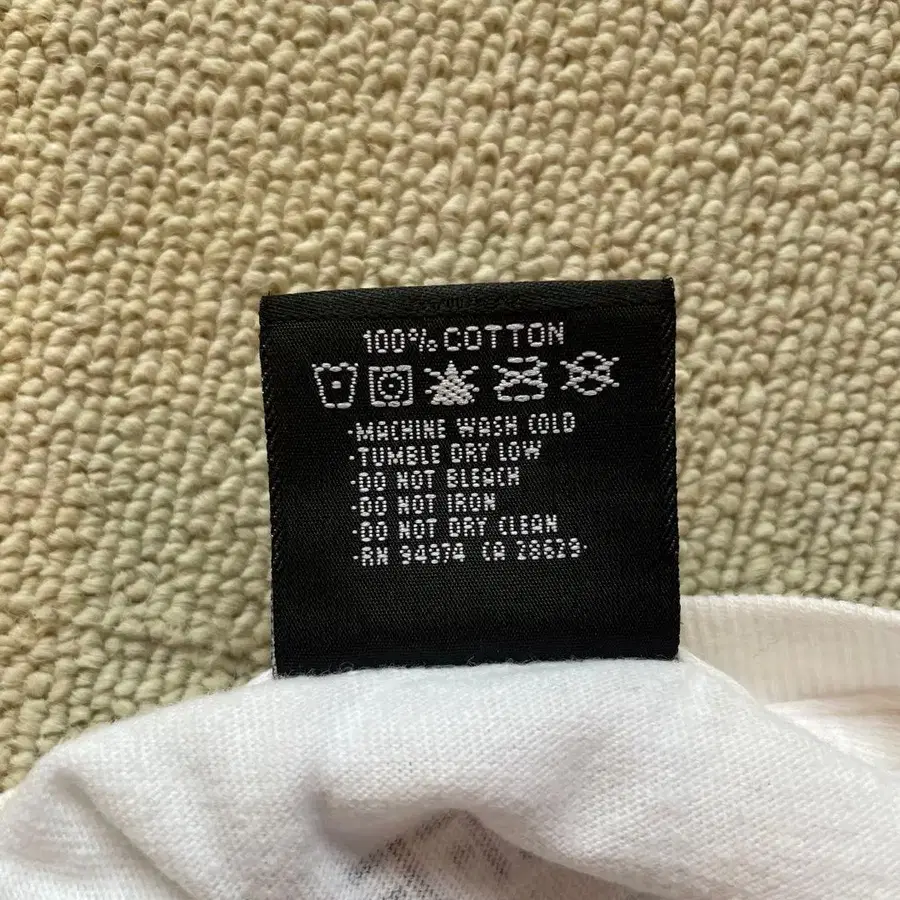 100% COTTON
·MACHINE WASH COLD
·TUMBLE DRY LOW
·DO NOT BLEACH
·DO NOT IRON
·DO NOT DRY CLEAN
·RN 94974 CA 28629·